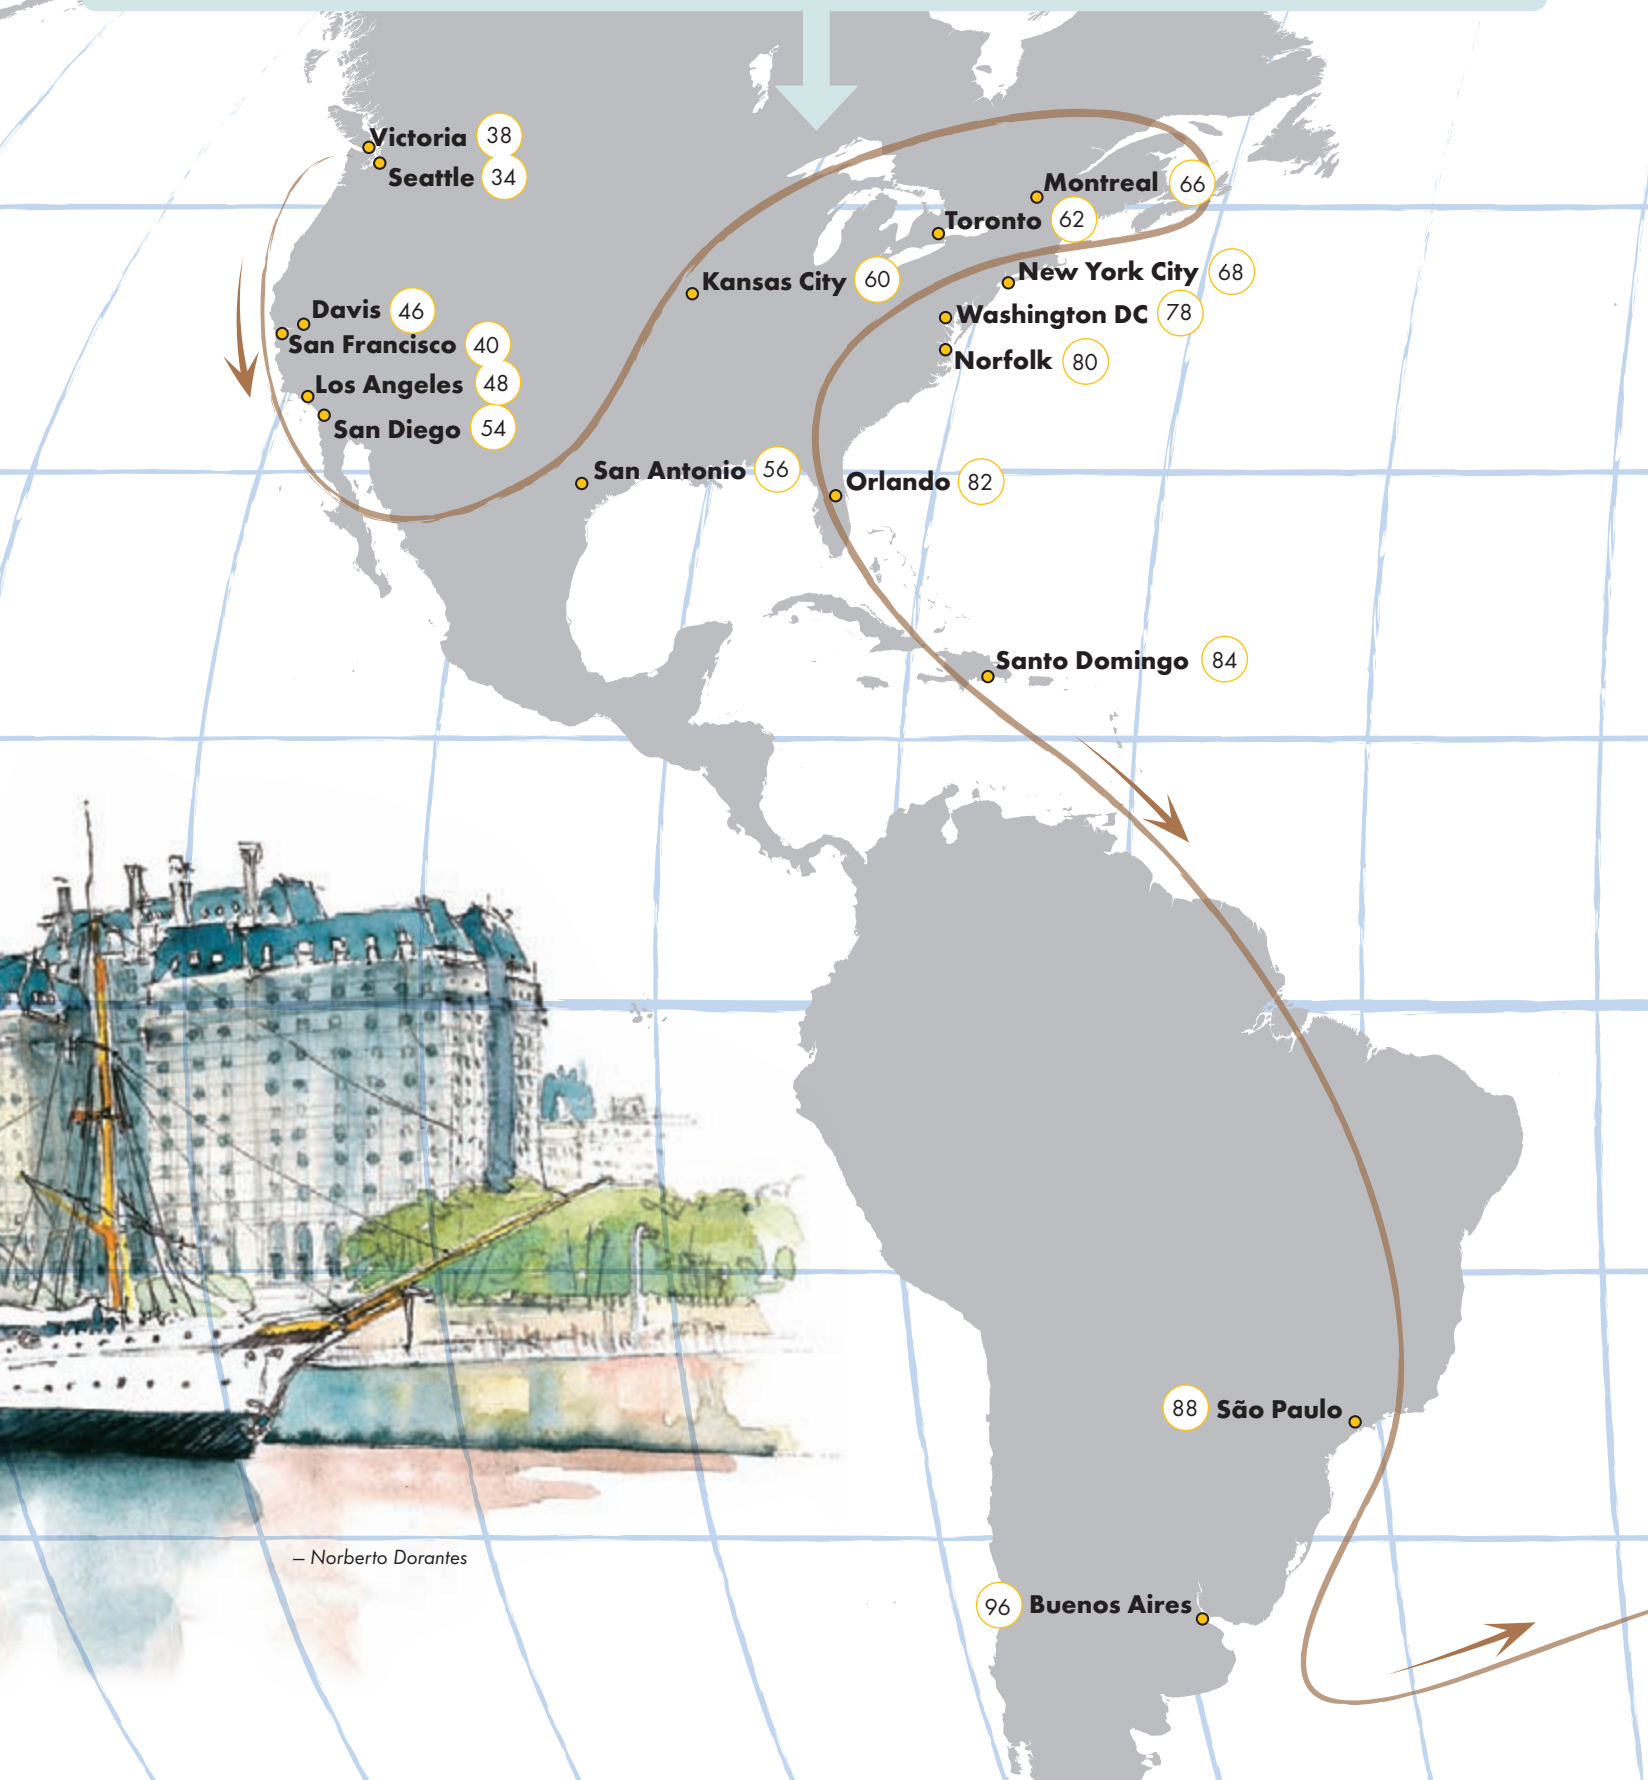 Victoria 38
Seattle 34
Montreal 66
Toronto 62
New York City 68
Kansas City 60
Davis 46
Washington DC 78
San Francisco 40
Norfolk 80
Los Angeles 48
San Diego 54
San Antonio 56
Orlando 82
Santo Domingo 84
88 São Paulo
– Norberto Dorantes
96 Buenos Aires